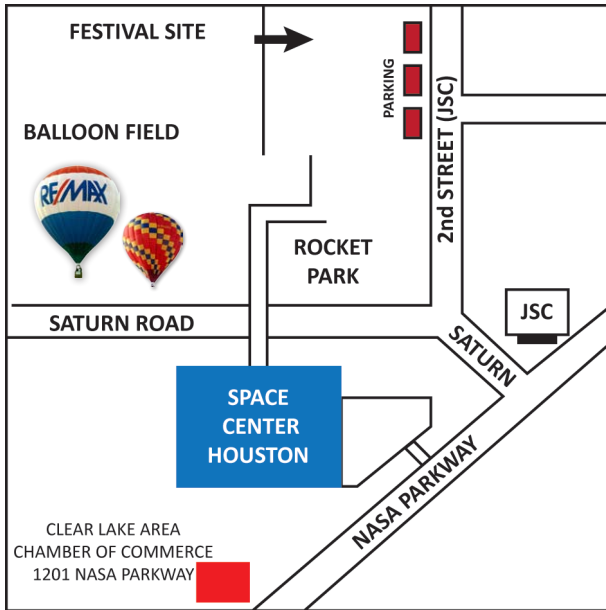 FESTIVAL SITE
PARKING
2nd STREET (JSC)
BALLOON FIELD
RE/MAX
ROCKET
PARK
JSC
SATURN ROAD
SATURN
SPACE
CENTER
HOUSTON
NASA PARKWAY
CLEAR LAKE AREA
CHAMBER OF COMMERCE
1201 NASA PARKWAY